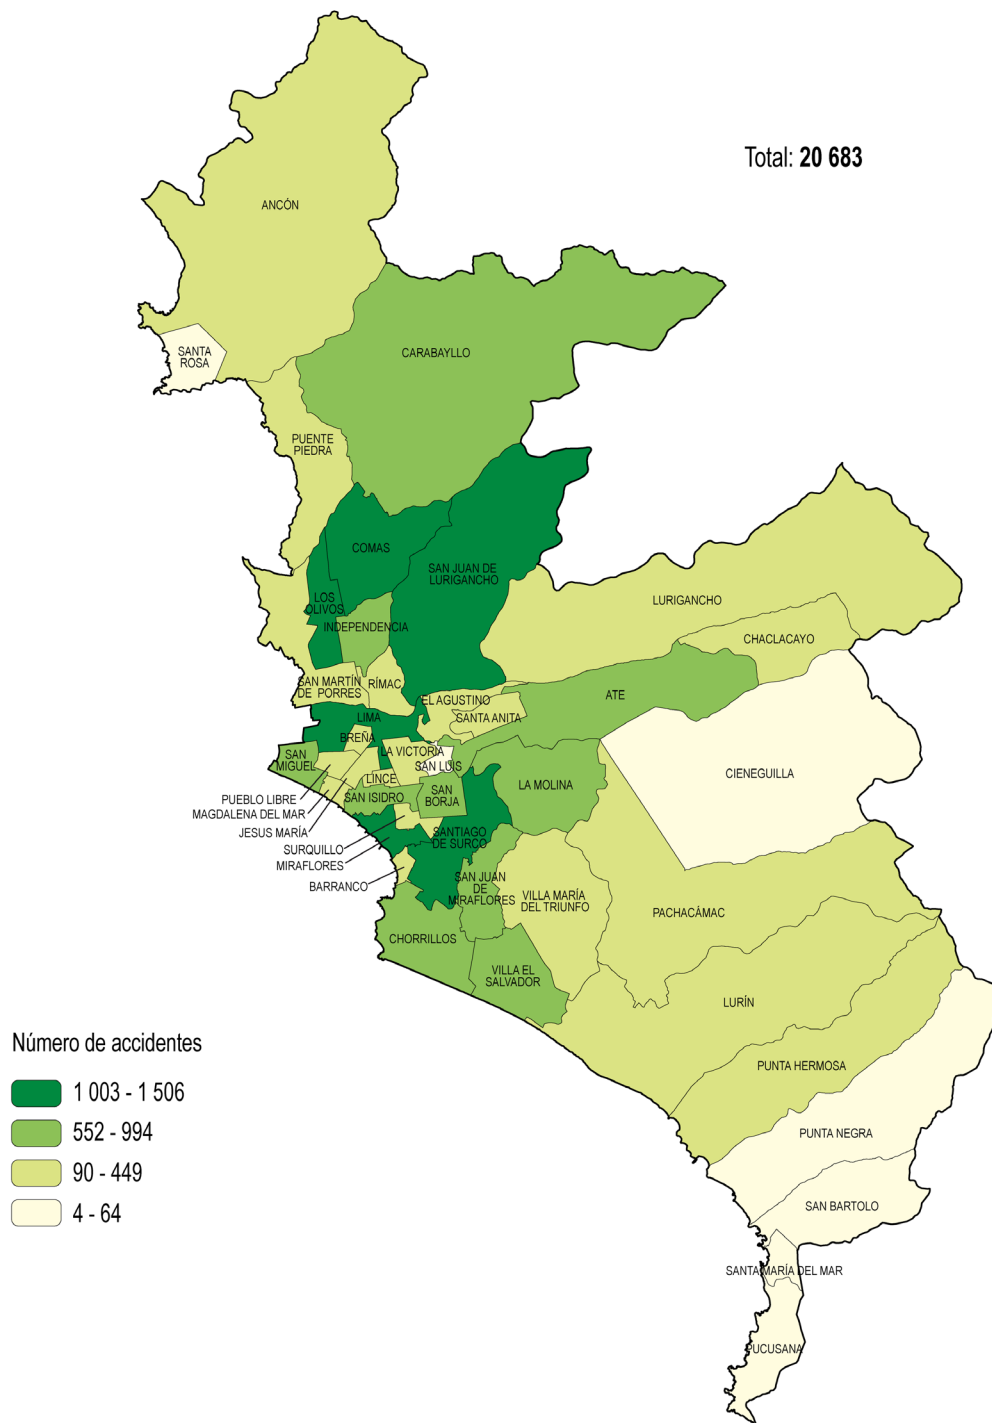 Total: 20 683
ANCÓN
CARABAYLLO
SANTA
ROSA
PUENTE
PIEDRA
COMAS
SAN JUAN DE
LURIGANCHO
LOS
OLIVOS
INDEPENDENCIA
LURIGANCHO
CHACLACAYO
SAN MARTÍN
DE PORRES
RÍMAC
EL AGUSTINO
ATE
LIMA
SANTA ANITA
BREÑA
LA VICTORIA
SAN
MIGUEL
SAN LUIS
CIENEGUILLA
LINCE
LA MOLINA
SAN ISIDRO
SAN
BORJA
PUEBLO LIBRE
MAGDALENA DEL MAR
JESUS MARÍA
SURQUILLO
SANTIAGO
DE SURCO
MIRAFLORES
BARRANCO
SAN JUAN
DE
MIRAFLORES
VILLA MARÍA
DEL TRIUNFO
PACHACÁMAC
CHORRILLOS
VILLA EL
SALVADOR
LURÍN
PUNTA HERMOSA
PUNTA NEGRA
SAN BARTOLO
SANTA MARÍA DEL MAR
PUCUSANA
Número de accidentes
1 003 - 1 506
552 - 994
90 - 449
4 - 64